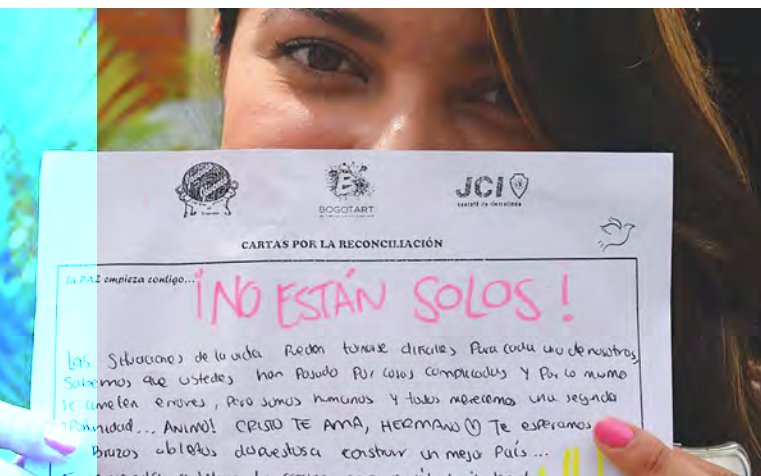 BOGOTART
JCI
CARTAS POR LA RECONCILIACIÓN
La PAZ empieza contigo...
¡NO ESTÁN SOLOS!
Las Situaciones de la vida Pueden tornarse difíciles Para cada uno de nosotros,
Sabemos que ustedes han Pasado Por cosas complicadas y Por lo mismo
se cometen errores, Pero somos humanos y todos merecemos una segunda
oportunidad... ANIMO! CRISTO TE AMA, HERMANO Te esperamos
Brazos abiertos construir un mejor País...